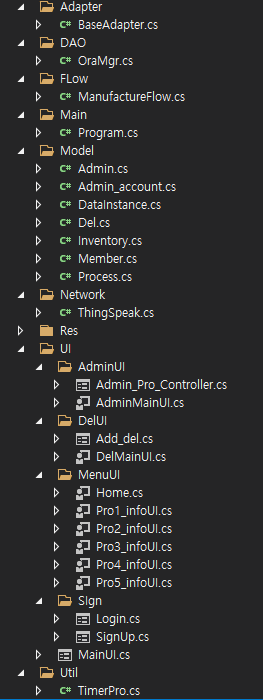 Adapter
BaseAdapter.cs
DAO
OraMgr.cs
FLow
ManufactureFlow.cs
Main
Program.cs
Model
Admin.cs
Admin_account.cs
DataInstance.cs
Del.cs
Inventory.cs
Member.cs
Process.cs
Network
ThingSpeak.cs
Res
UI
AdminUI
Admin_Pro_Controller.cs
AdminMainUI.cs
DelUI
Add_del.cs
DelMainUI.cs
MenuUI
Home.cs
Pro1_infoUI.cs
Pro2_infoUI.cs
Pro3_infoUI.cs
Pro4_infoUI.cs
Pro5_infoUI.cs
SIgn
Login.cs
SignUp.cs
MainUI.cs
Util
TimerPro.cs